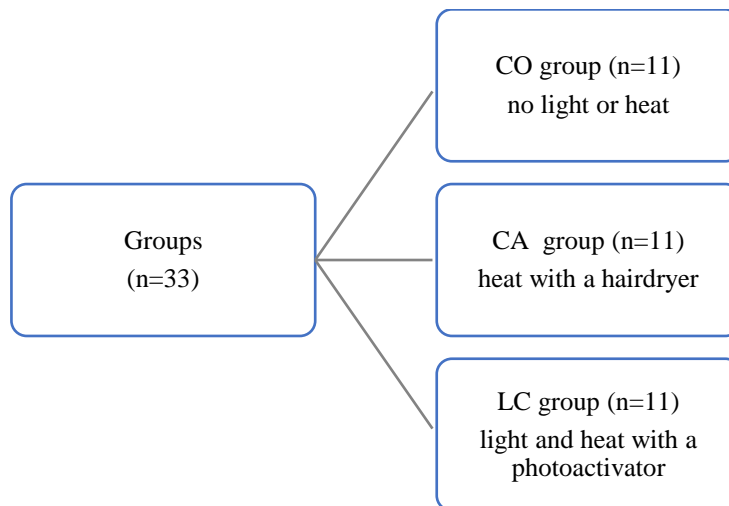 Groups
(n=33)
CO group (n=11)
no light or heat
CA group (n=11)
heat with a hairdryer
LC group (n=11)
light and heat with a
photoactivator